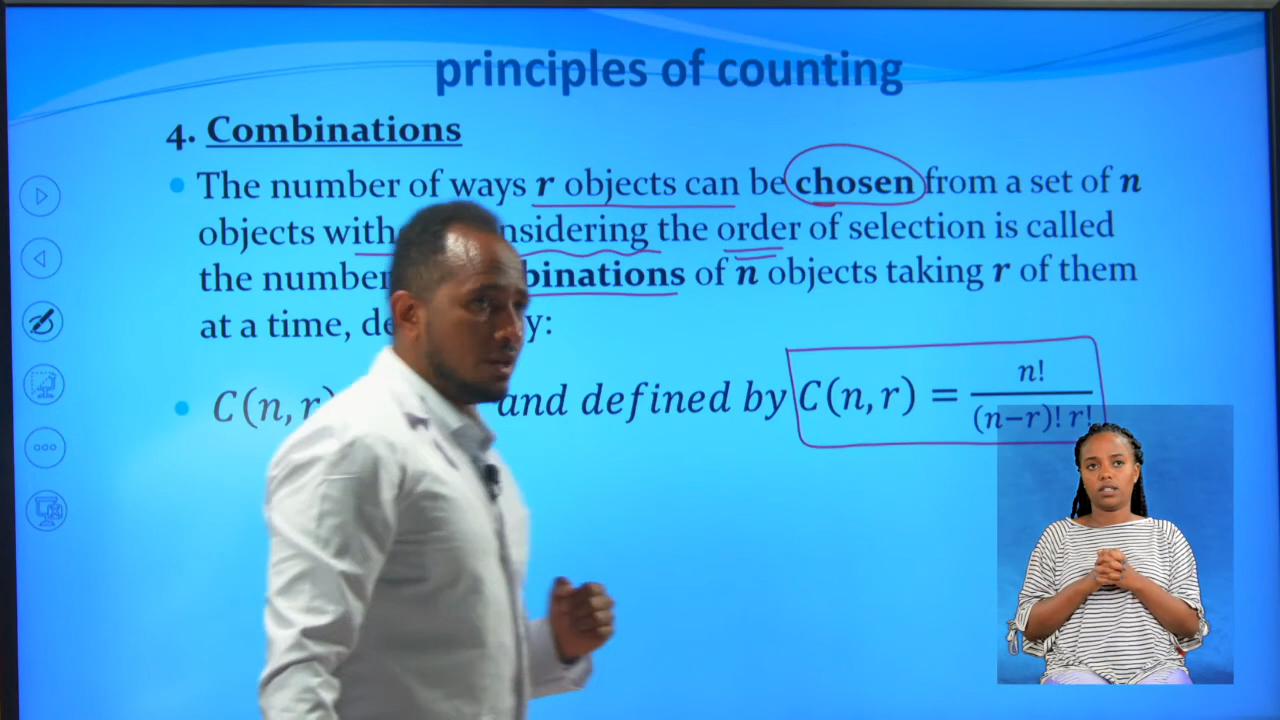 principles of counting
4. Combinations
The number of ways r objects can be chosen from a set of n
objects with nsidering the order of selection is called
the number binations of n objects taking r of them
at a time, de y:
C(n,r) and defined by C(n, r) = n! / (n−r)! r!